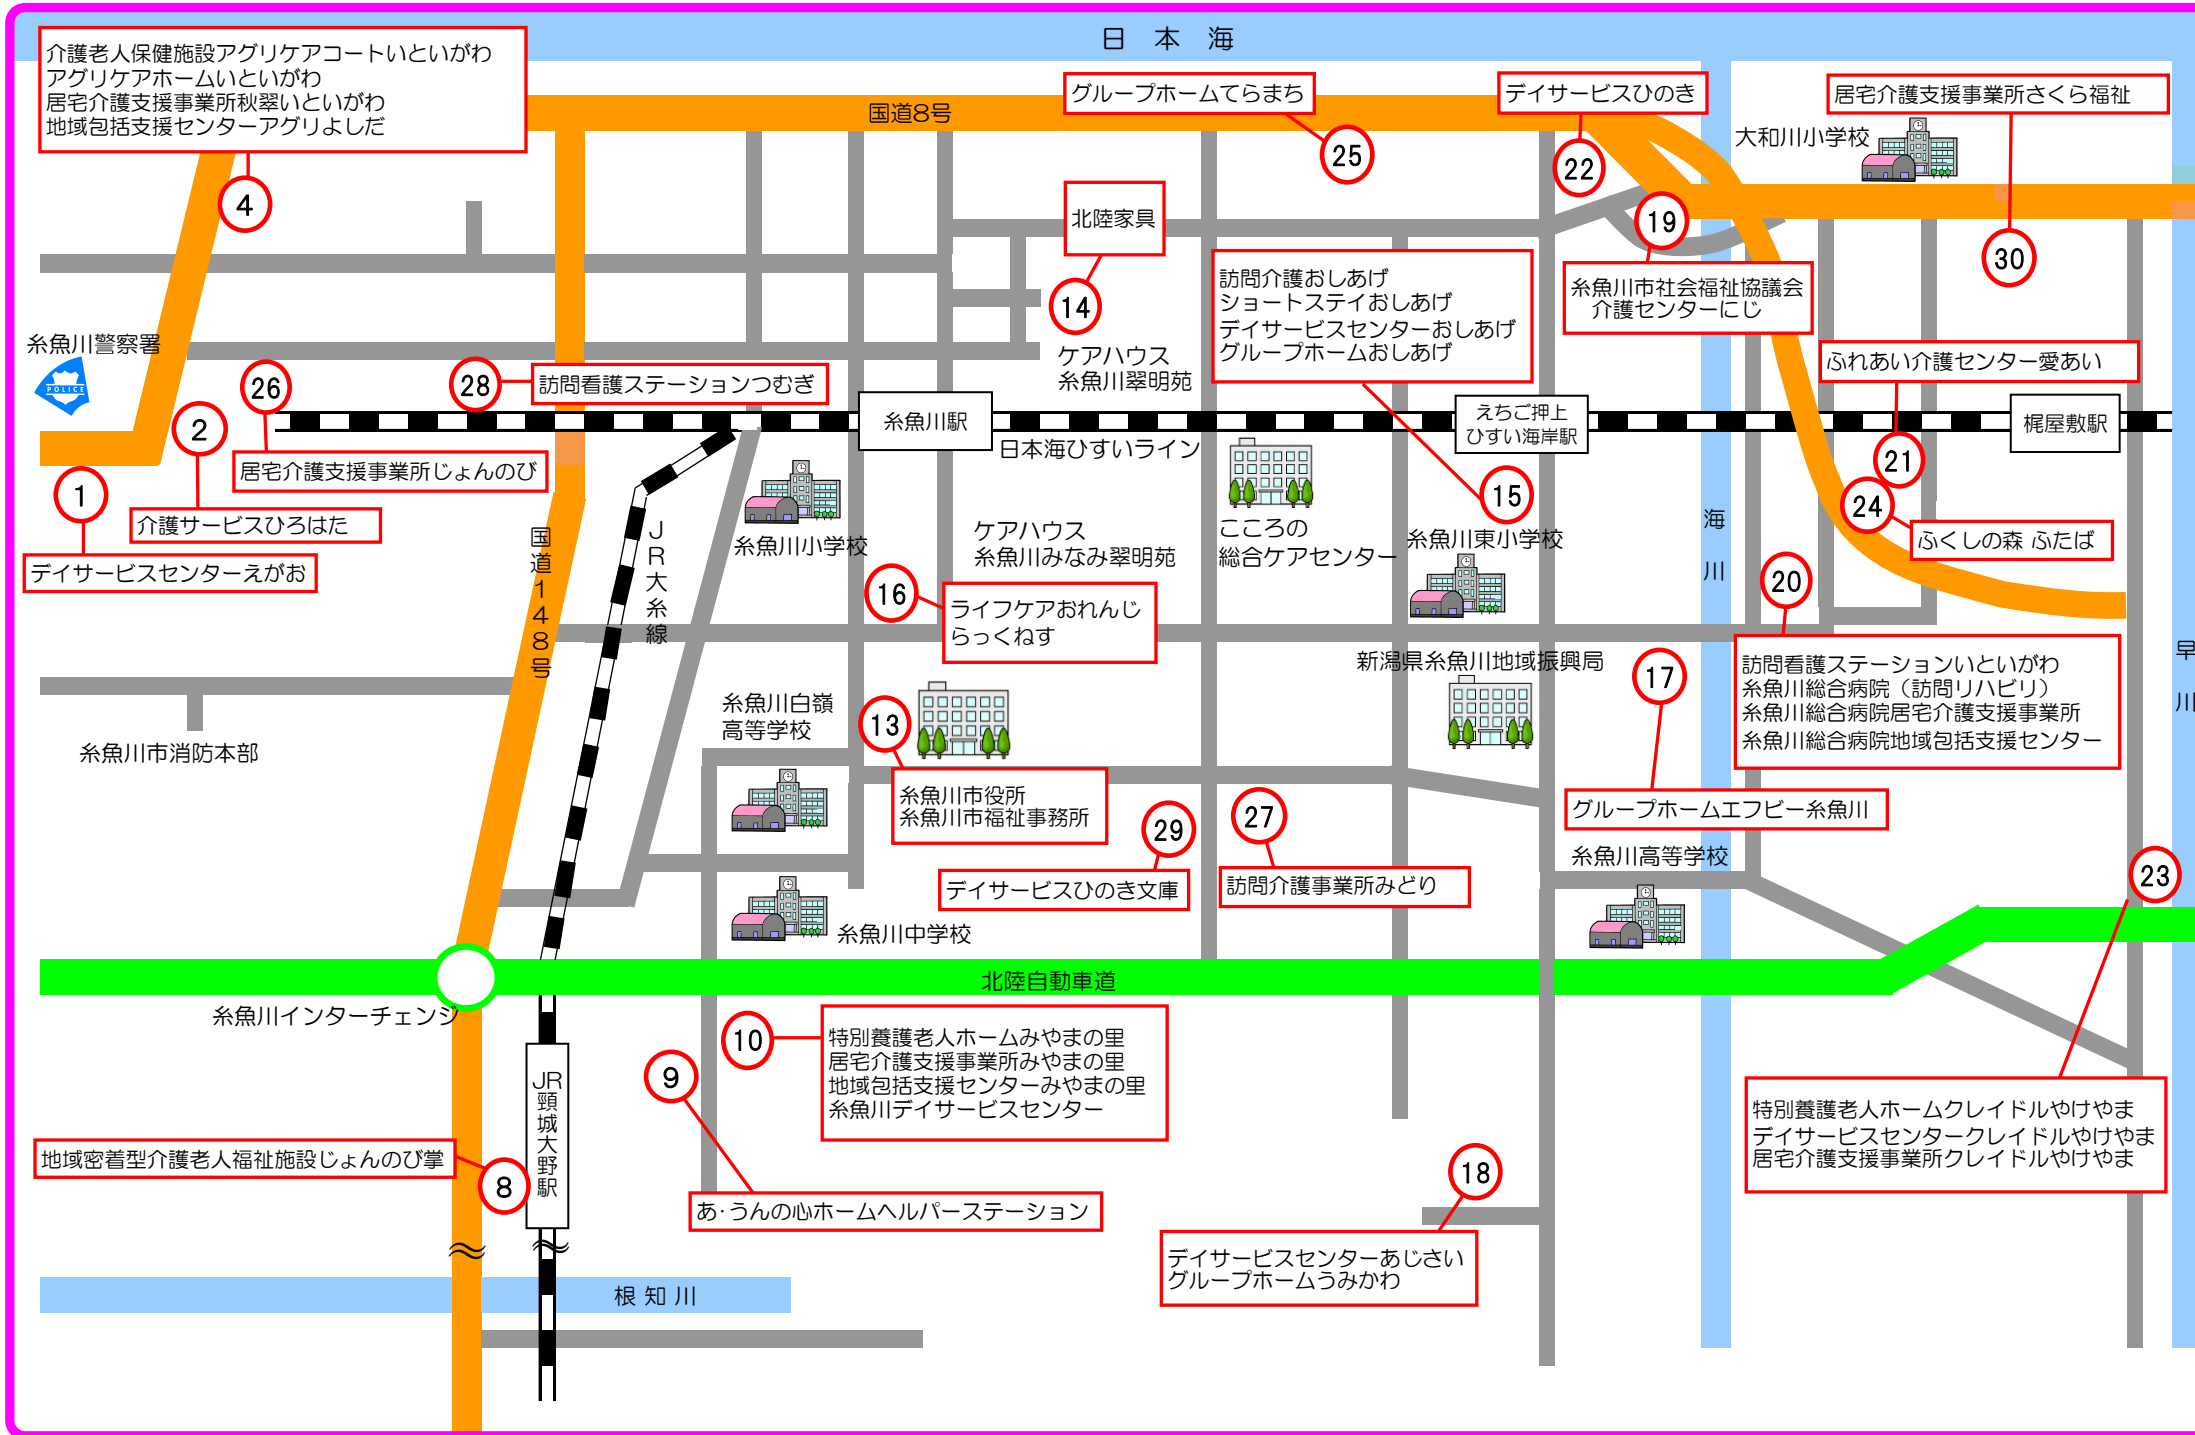 日本海
介護老人保健施設アグリケアコートいといがわ
アグリケアホームいといがわ
居宅介護支援事業所秋翠いといがわ
地域包括支援センターアグリよしだ
4
国道8号
グループホームてらまち
25
デイサービスひのき
22
居宅介護支援事業所さくら福祉
30
大和川小学校
北陸家具
14
19
糸魚川市社会福祉協議会
介護センターにじ
訪問介護おしあげ
ショートステイおしあげ
デイサービスセンターおしあげ
グループホームおしあげ
15
ケアハウス
糸魚川翠明苑
糸魚川警察署
POLICE
26
居宅介護支援事業所じょんのび
28
訪問看護ステーションつむぎ
2
介護サービスひろはた
1
デイサービスセンターえがお
糸魚川駅
日本海ひすいライン
えちご押上
ひすい海岸駅
梶屋敷駅
ふれあい介護センター愛あい
21
24
ふくしの森 ふたば
国道148号
JR大糸線
糸魚川小学校
ケアハウス
糸魚川みなみ翠明苑
こころの
総合ケアセンター
糸魚川東小学校
海川
早川
16
ライフケアおれんじ
らっくねす
20
訪問看護ステーションいといがわ
糸魚川総合病院（訪問リハビリ）
糸魚川総合病院居宅介護支援事業所
糸魚川総合病院地域包括支援センター
新潟県糸魚川地域振興局
17
グループホームエフビー糸魚川
糸魚川市消防本部
糸魚川白嶺
高等学校
13
糸魚川市役所
糸魚川市福祉事務所
29
デイサービスひのき文庫
27
訪問介護事業所みどり
糸魚川高等学校
23
特別養護老人ホームクレイドルやけやま
デイサービスセンタークレイドルやけやま
居宅介護支援事業所クレイドルやけやま
糸魚川中学校
北陸自動車道
糸魚川インターチェンジ
10
特別養護老人ホームみやまの里
居宅介護支援事業所みやまの里
地域包括支援センターみやまの里
糸魚川デイサービスセンター
9
あ・うんの心ホームヘルパーステーション
JR頸城大野駅
地域密着型介護老人福祉施設じょんのび掌
8
18
デイサービスセンターあじさい
グループホームうみかわ
根知川